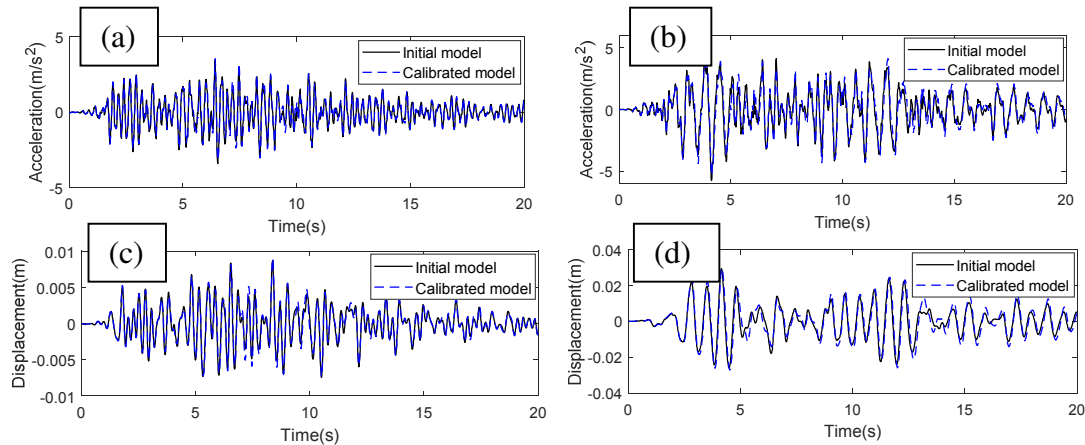 (a)
Initial model
Calibrated model
Acceleration(m/s²)
5
0
-5
0 5 10 15 20
Time(s)
(b)
Initial model
Calibrated model
Acceleration(m/s²)
5
0
-5
0 5 10 15 20
Time(s)
(c)
Initial model
Calibrated model
Displacement(m)
0.01
0.005
0
-0.005
-0.01
0 5 10 15 20
Time(s)
(d)
Initial model
Calibrated model
Displacement(m)
0.04
0.02
0
-0.02
-0.04
0 5 10 15 20
Time(s)